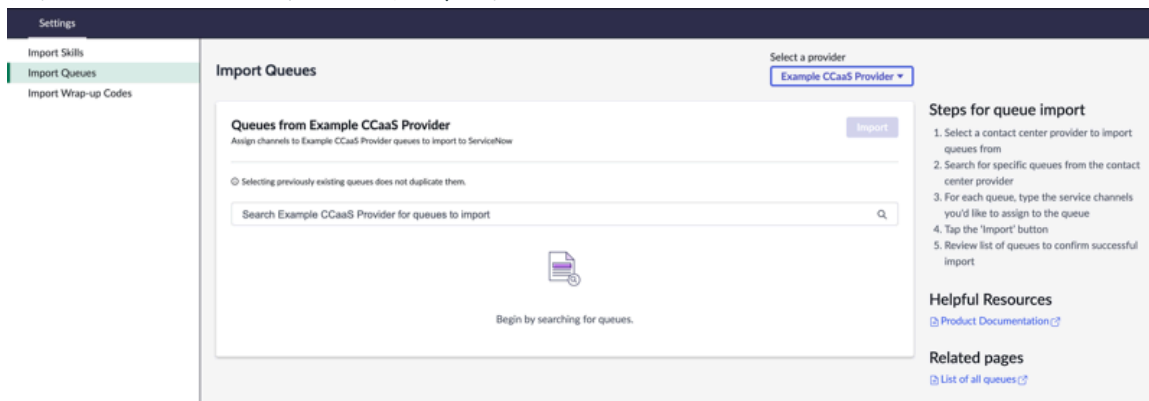 Settings
Import Skills
Import Queues
Import Wrap-up Codes
Import Queues
Select a provider
Example CCaaS Provider
Queues from Example CCaaS Provider
Assign channels to Example CCaaS Provider queues to import to ServiceNow
Import
Selecting previously existing queues does not duplicate them.
Search Example CCaaS Provider for queues to import
Begin by searching for queues.
Steps for queue import
1. Select a contact center provider to import
queues from
2. Search for specific queues from the contact
center provider
3. For each queue, type the service channels
you'd like to assign to the queue
4. Tap the 'Import' button
5. Review list of queues to confirm successful
import
Helpful Resources
Product Documentation
Related pages
List of all queues